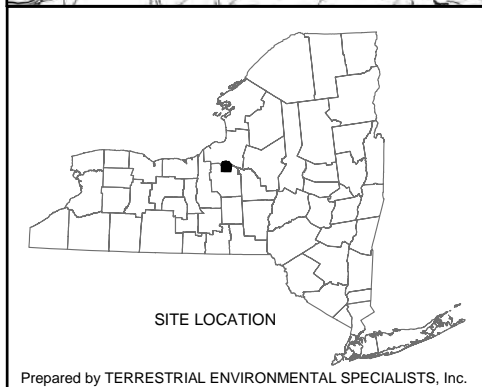 SITE LOCATION
Prepared by TERRESTRIAL ENVIRONMENTAL SPECIALISTS, Inc.